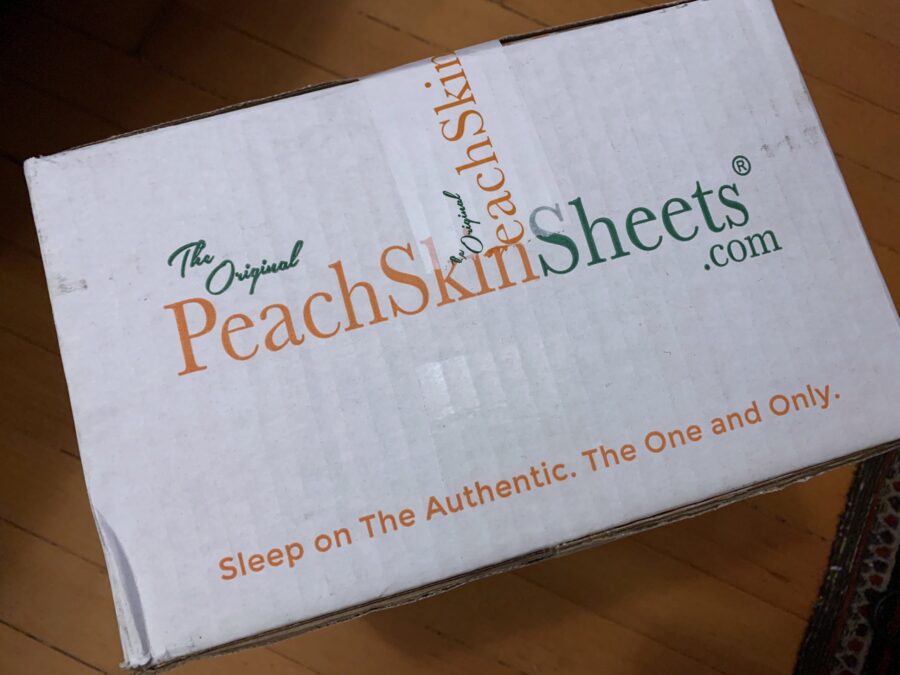 The Original
PeachSkinSheets®
.com
Sleep on The Authentic. The One and Only.
The Original
PeachSkin